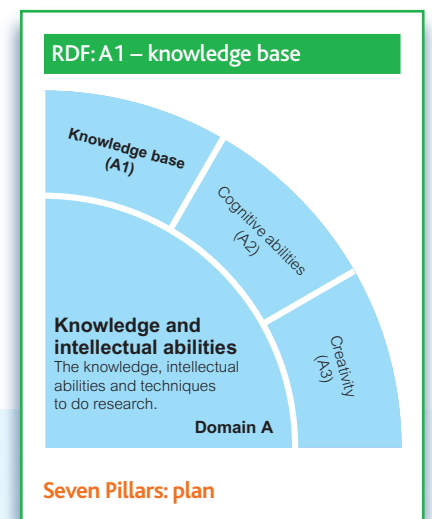 RDF: A1 – knowledge base
Knowledge base
(A1)
Cognitive abilities
(A2)
Creativity
(A3)
Knowledge and
intellectual abilities
The knowledge, intellectual
abilities and techniques
to do research.
Domain A
Seven Pillars: plan